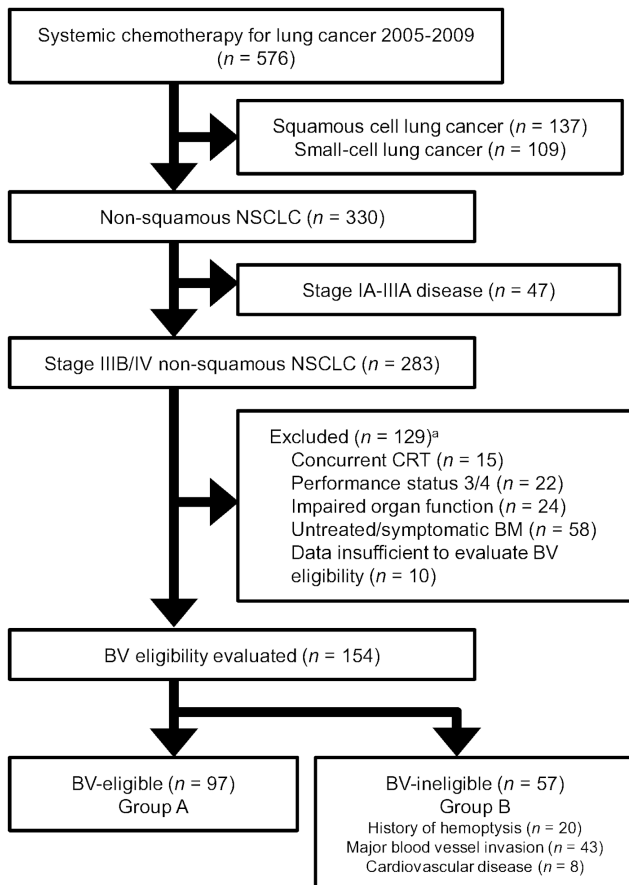 Systemic chemotherapy for lung cancer 2005-2009
(n = 576)
Squamous cell lung cancer (n = 137)
Small-cell lung cancer (n = 109)
Non-squamous NSCLC (n = 330)
Stage IA-IIIA disease (n = 47)
Stage IIIB/IV non-squamous NSCLC (n = 283)
Excluded (n = 129)ᵃ
Concurrent CRT (n = 15)
Performance status 3/4 (n = 22)
Impaired organ function (n = 24)
Untreated/symptomatic BM (n = 58)
Data insufficient to evaluate BV
eligibility (n = 10)
BV eligibility evaluated (n = 154)
BV-eligible (n = 97)
Group A
BV-ineligible (n = 57)
Group B
History of hemoptysis (n = 20)
Major blood vessel invasion (n = 43)
Cardiovascular disease (n = 8)